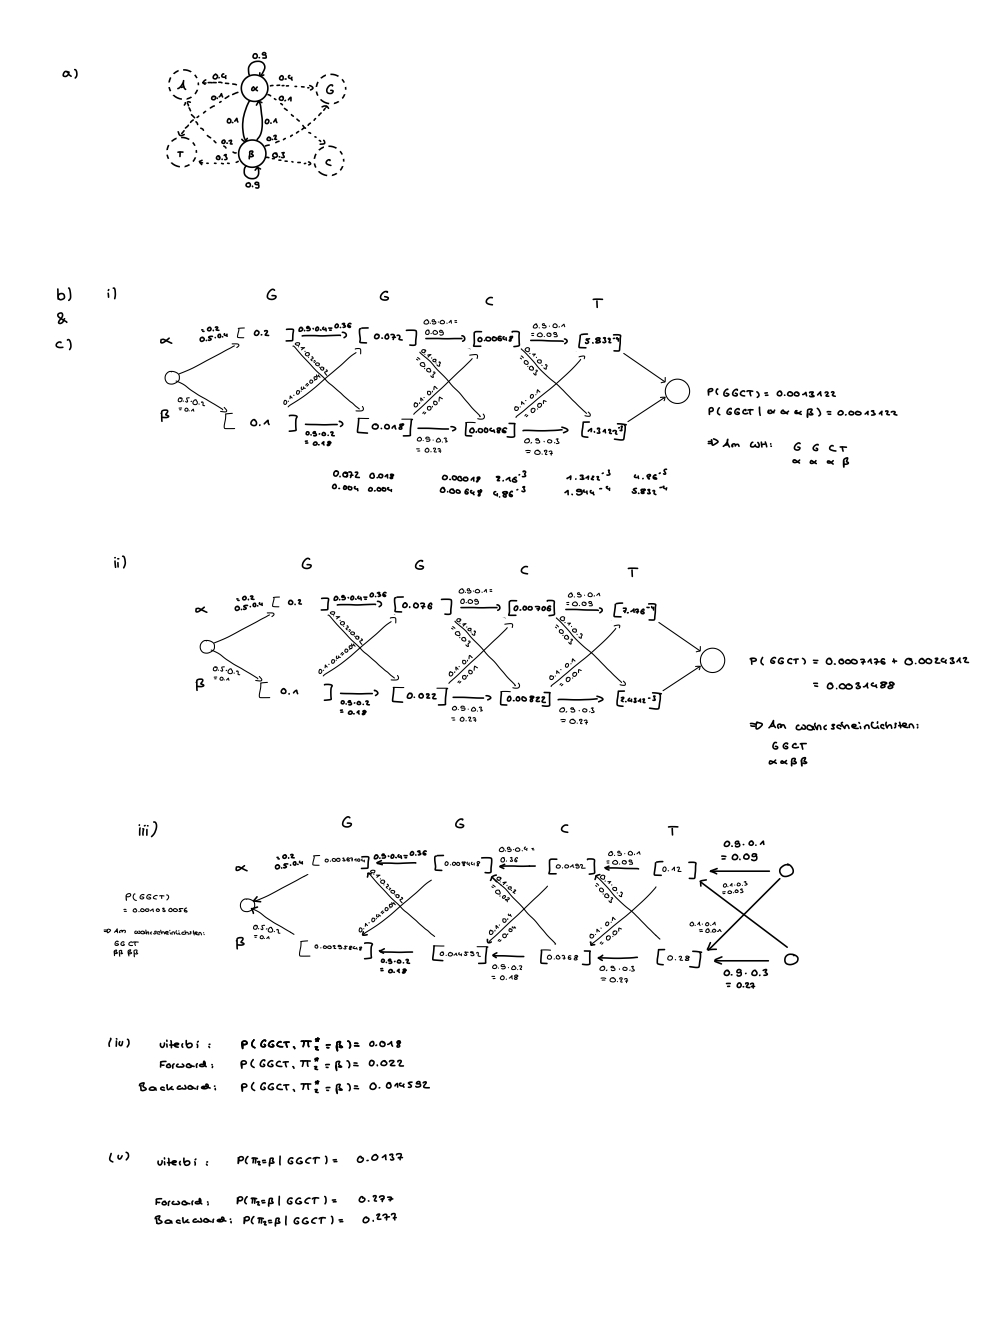 a)
0.9
A 0.4 α 0.4 G
0.1 0.1
0.1 0.1
0.2 0.2
T 0.3 β 0.3 C
0.9
b) i)
&
c)
G G C T
α =0.2
0.5·0.4 [ 0.2 ] 0.9·0.4=0.36 [ 0.072 ] 0.9·0.1=
0.09 [0.00648] 0.9·0.1
=0.09 [5.832⁻⁴]
0.1·0.2=0.02 0.1·0.3
=0.03 0.1·0.3
=0.03
0.1·0.4=0.04 0.1·0.1
=0.01 0.1·0.1
=0.01
β 0.5·0.2
=0.1 [ 0.1 ] 0.9·0.2
=0.18 [0.018] 0.9·0.3
=0.27 [0.00486] 0.9·0.3
=0.27 [1.3122⁻³]
P(GGCT) = 0.0013122
P(GGCT | α α α β) = 0.0013122
⇒ Am WH: G G C T
α α α β
0.072 0.018 0.00018 2.16⁻³ 1.3122⁻³ 4.86⁻⁵
0.004 0.004 0.00648 4.86⁻³ 1.944⁻⁴ 5.832⁻⁴
ii)
G G C T
α =0.2
0.5·0.4 [ 0.2 ] 0.9·0.4=0.36 [0.076] 0.9·0.1=
0.09 [0.00706] 0.9·0.1
=0.09 [7.176⁻⁴]
0.1·0.2=0.02 0.1·0.3
=0.03 0.1·0.3
=0.03
0.1·0.4=0.04 0.1·0.1
=0.01 0.1·0.1
=0.01
β 0.5·0.2
=0.1 [ 0.1 ] 0.9·0.2
=0.18 [0.022] 0.9·0.3
=0.27 [0.00822] 0.9·0.3
=0.27 [2.4312⁻³]
P(GGCT) = 0.0007176 + 0.0024312
= 0.0031488
⇒ Am wahrscheinlichsten:
GGCT
ααββ
iii)
G G C T
α =0.2
0.5·0.4 0.9·0.4=0.36 [0.008448] 0.9·0.4=
0.36 [0.0192] 0.9·0.1
=0.09 [0.12] 0.9·0.1
=0.09
0.1·0.2=0.02 0.1·0.2
=0.02 0.1·0.3
=0.03 0.1·0.3
=0.03
0.1·0.4=0.04 0.1·0.4
=0.04 0.1·0.1
=0.01 0.1·0.1
=0.01
β 0.5·0.2
=0.1 [0.00295848] 0.9·0.2
=0.18 [0.014592] 0.9·0.2
=0.18 [0.0768] 0.9·0.3
=0.27 [0.28] 0.9·0.3
=0.27
P(GGCT)
= 0.001030056
⇒ Am wahrscheinlichsten:
GG CT
ββ ββ
(iv) Viterbi: P(GGCT, π₂* = β) = 0.018
Forward: P(GGCT, π₂* = β) = 0.022
Backward: P(GGCT, π₂* = β) = 0.014592
(v) Viterbi: P(π₂=β | GGCT) = 0.0137
Forward: P(π₂=β | GGCT) = 0.277
Backward: P(π₂=β | GGCT) = 0.277